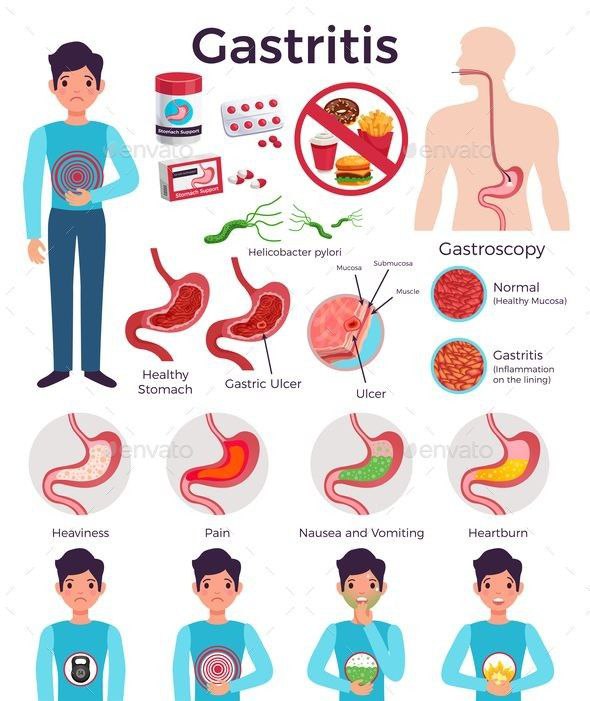 Gastritis
Stomach Support
Stomach Support
Helicobacter pylori
Gastroscopy
Mucosa
Submucosa
Muscle
Normal
(Healthy Mucosa)
Healthy
Stomach
Gastric Ulcer
Ulcer
Gastritis
(Inflammation
on the lining)
Heaviness
Pain
Nausea and Vomiting
Heartburn
envato
envato
envato
envato